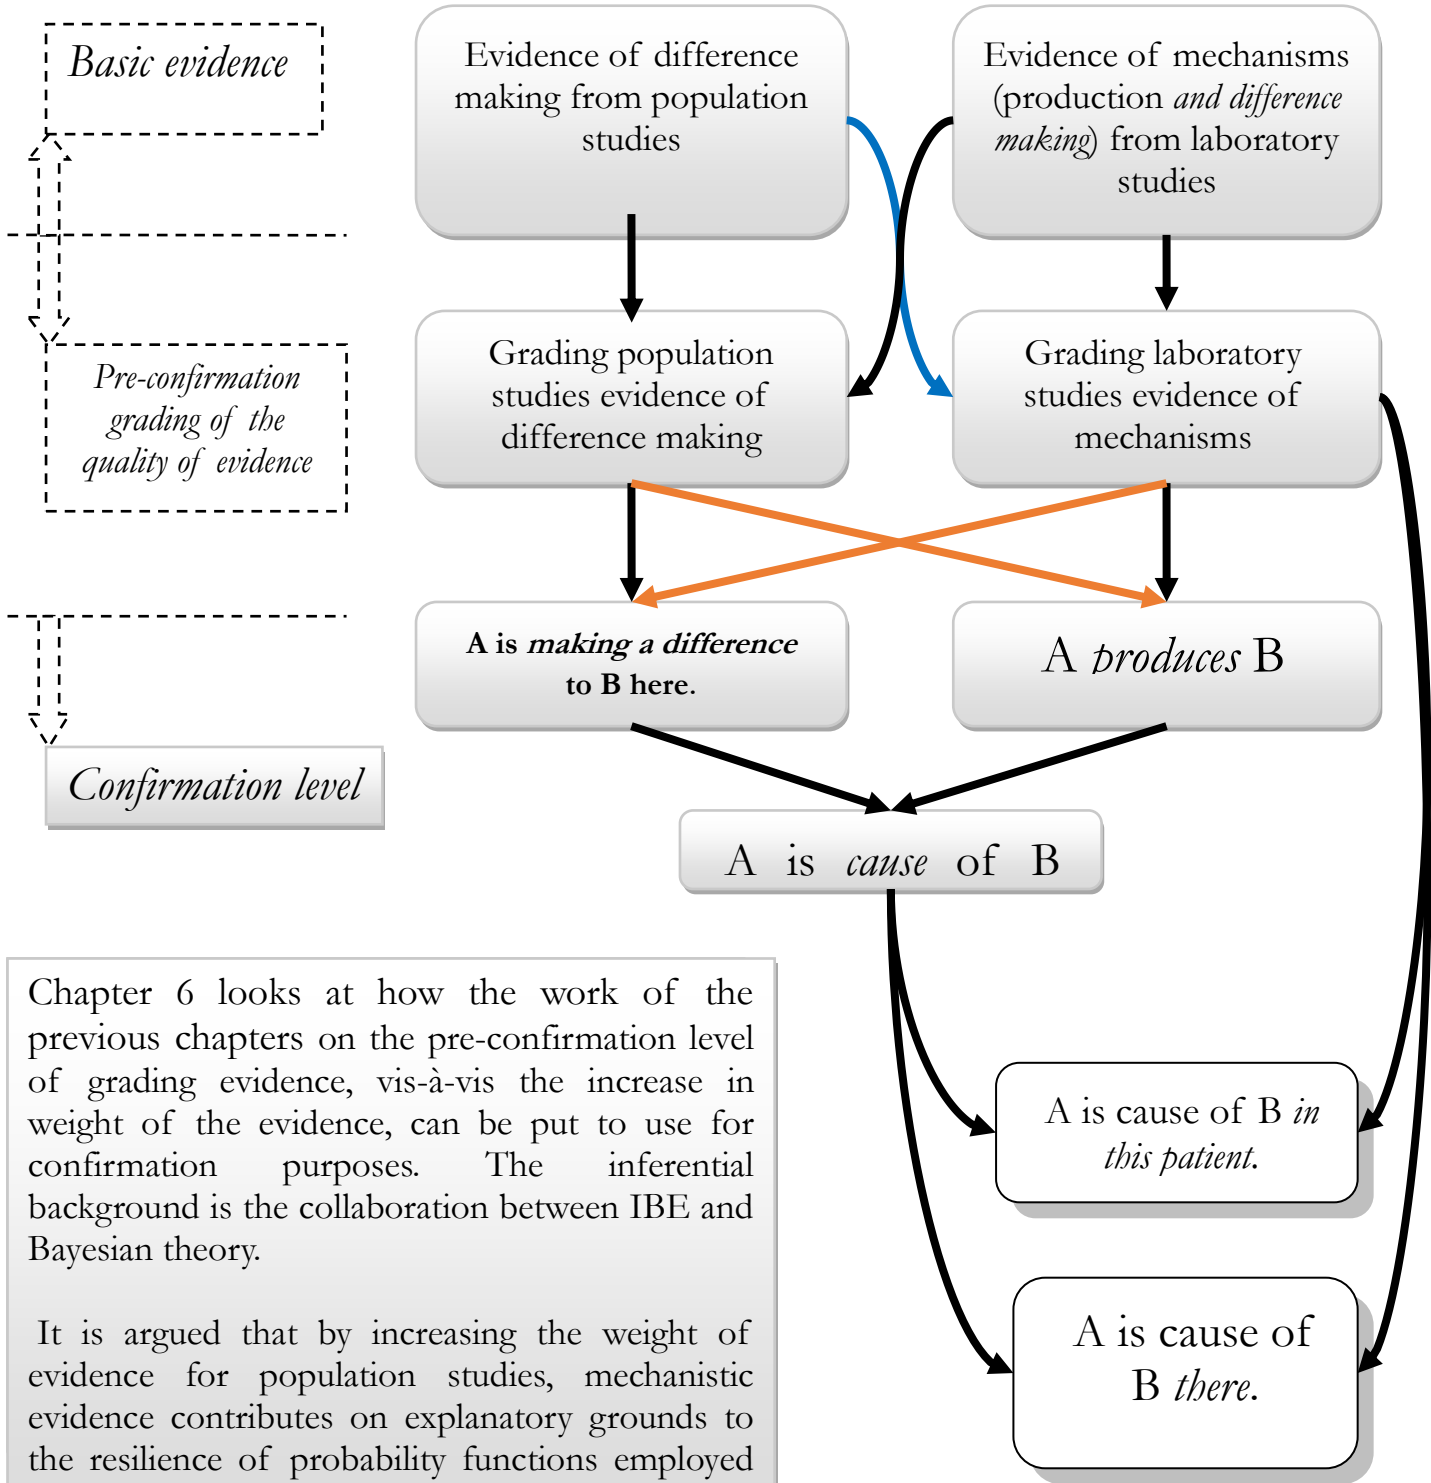 Basic evidence
Evidence of difference
making from population
studies
Evidence of mechanisms
(production and difference
making) from laboratory
studies
Pre-confirmation
grading of the
quality of evidence
Grading population
studies evidence of
difference making
Grading laboratory
studies evidence of
mechanisms
A is making a difference
to B here.
A produces B
Confirmation level
A is cause of B
Chapter 6 looks at how the work of the
previous chapters on the pre-confirmation level
of grading evidence, vis-à-vis the increase in
weight of the evidence, can be put to use for
confirmation purposes. The inferential
background is the collaboration between IBE and
Bayesian theory.
It is argued that by increasing the weight of
evidence for population studies, mechanistic
evidence contributes on explanatory grounds to
the resilience of probability functions employed
A is cause of B in
this patient.
A is cause of
B there.